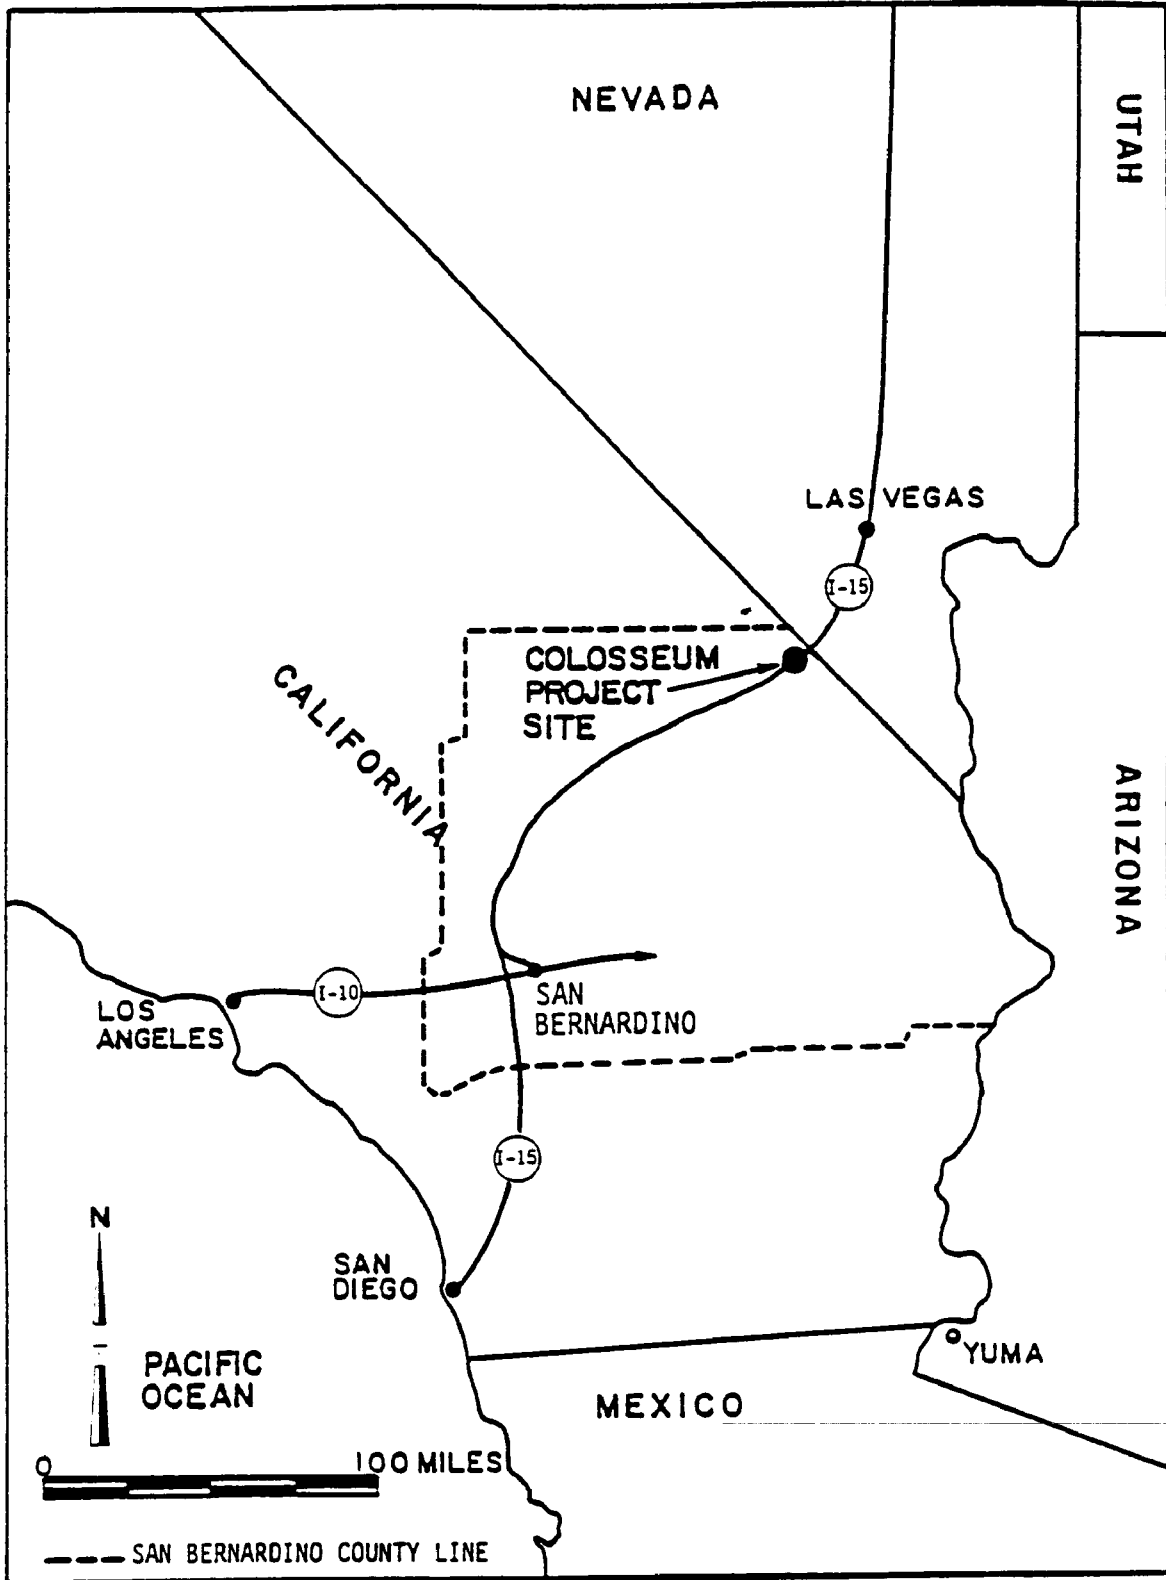 NEVADA
UTAH
LAS VEGAS
I-15
COLOSSEUM
PROJECT
SITE
CALIFORNIA
ARIZONA
I-10
LOS
ANGELES
SAN
BERNARDINO
I-15
N
SAN
DIEGO
YUMA
PACIFIC
OCEAN
MEXICO
0 100 MILES
SAN BERNARDINO COUNTY LINE